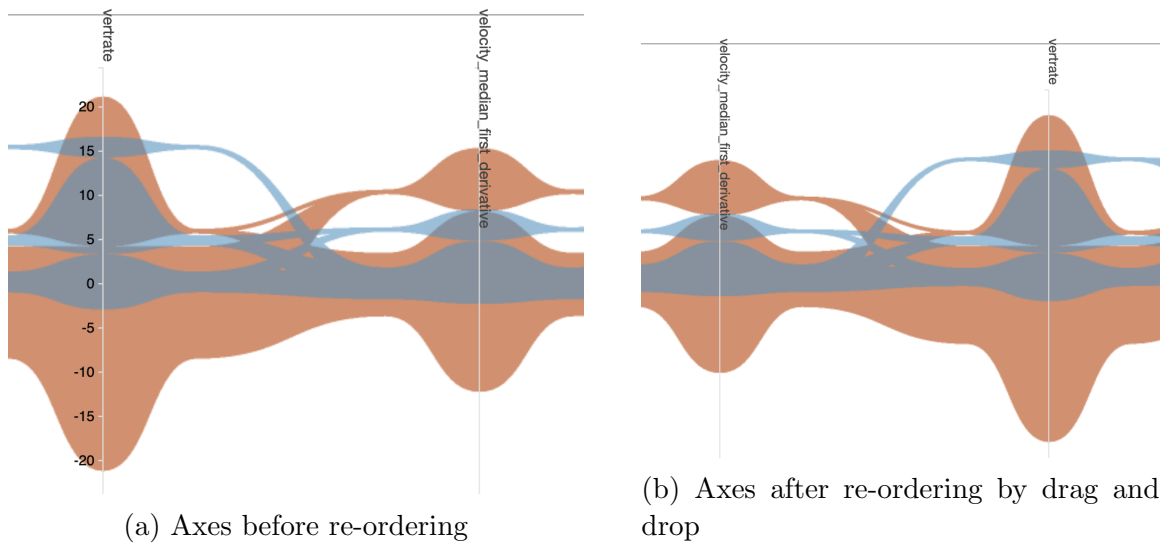 vertrate
velocity_median_first_derivative
20
15
10
5
0
-5
-10
-15
-20
(a) Axes before re-ordering
velocity_median_first_derivative
vertrate
(b) Axes after re-ordering by drag and
drop